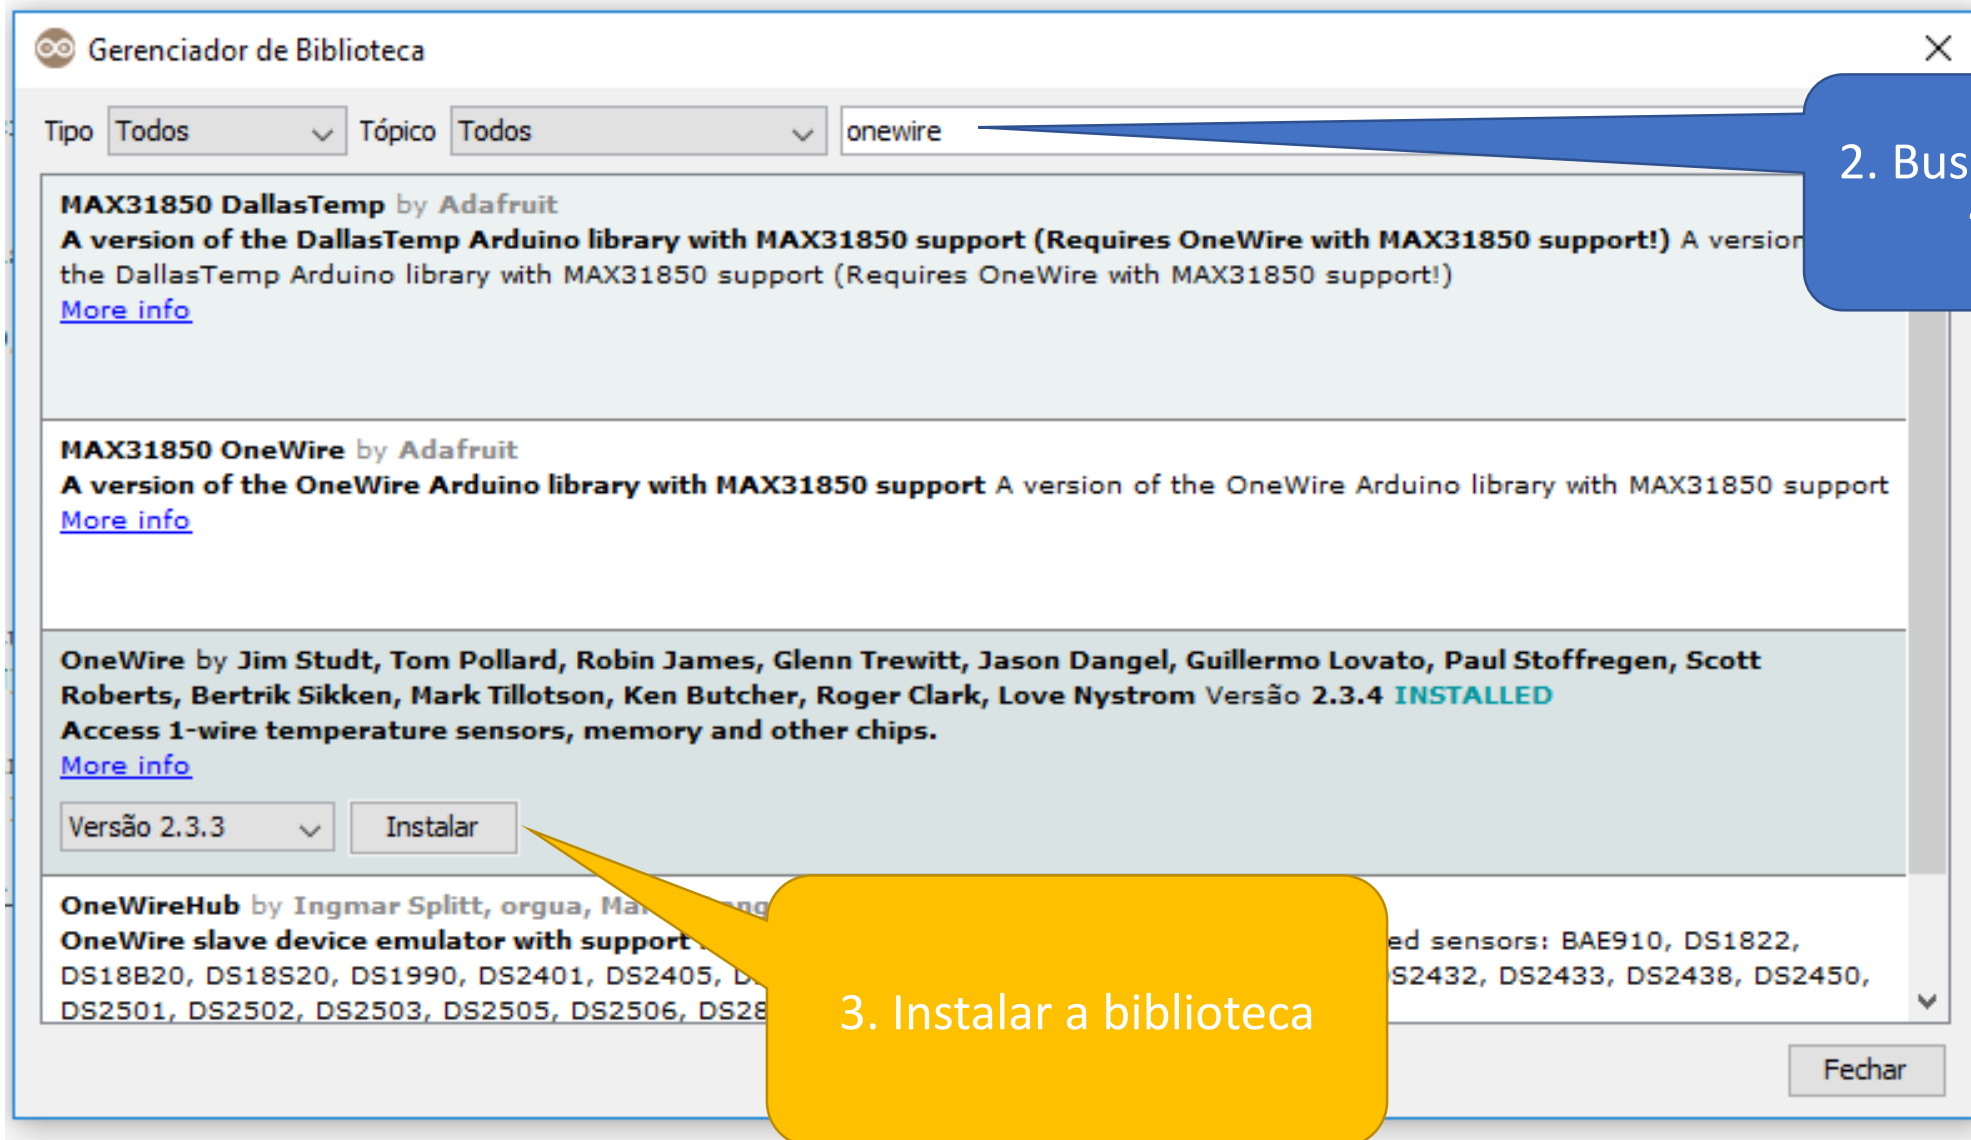 Gerenciador de Biblioteca
Tipo Todos Tópico Todos onewire
2. Bus
MAX31850 DallasTemp by Adafruit
A version of the DallasTemp Arduino library with MAX31850 support (Requires OneWire with MAX31850 support!) A version
the DallasTemp Arduino library with MAX31850 support (Requires OneWire with MAX31850 support!)
More info
MAX31850 OneWire by Adafruit
A version of the OneWire Arduino library with MAX31850 support A version of the OneWire Arduino library with MAX31850 support
More info
OneWire by Jim Studt, Tom Pollard, Robin James, Glenn Trewitt, Jason Dangel, Guillermo Lovato, Paul Stoffregen, Scott
Roberts, Bertrik Sikken, Mark Tillotson, Ken Butcher, Roger Clark, Love Nystrom Versão 2.3.4 INSTALLED
Access 1-wire temperature sensors, memory and other chips.
More info
Versão 2.3.3 Instalar
OneWireHub by Ingmar Splitt, orgua,
OneWire slave device emulator with support ed sensors: BAE910, DS1822,
DS18B20, DS18S20, DS1990, DS2401, DS2405, S2432, DS2433, DS2438, DS2450,
DS2501, DS2502, DS2503, DS2505, DS2506, DS28
3. Instalar a biblioteca
Fechar